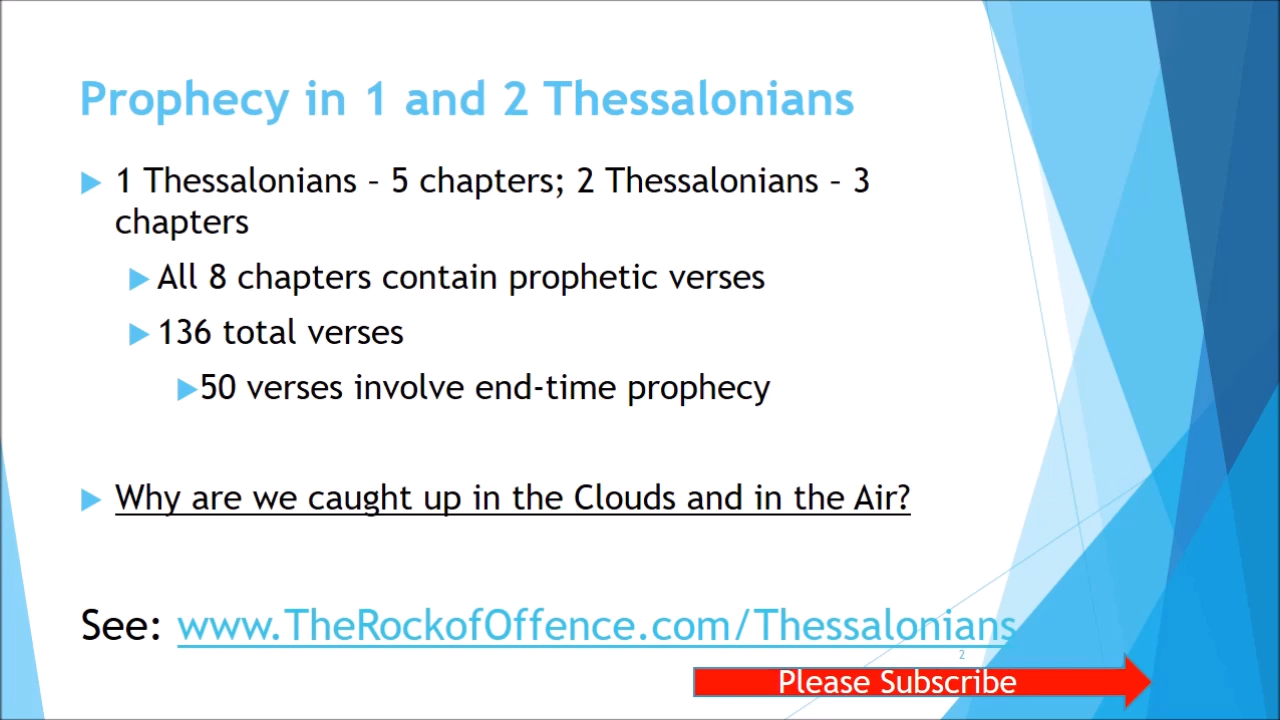 Prophecy in 1 and 2 Thessalonians
1 Thessalonians – 5 chapters; 2 Thessalonians – 3
chapters
All 8 chapters contain prophetic verses
136 total verses
50 verses involve end-time prophecy
Why are we caught up in the Clouds and in the Air?
See: www.TheRockofOffence.com/Thessalonians
2
Please Subscribe